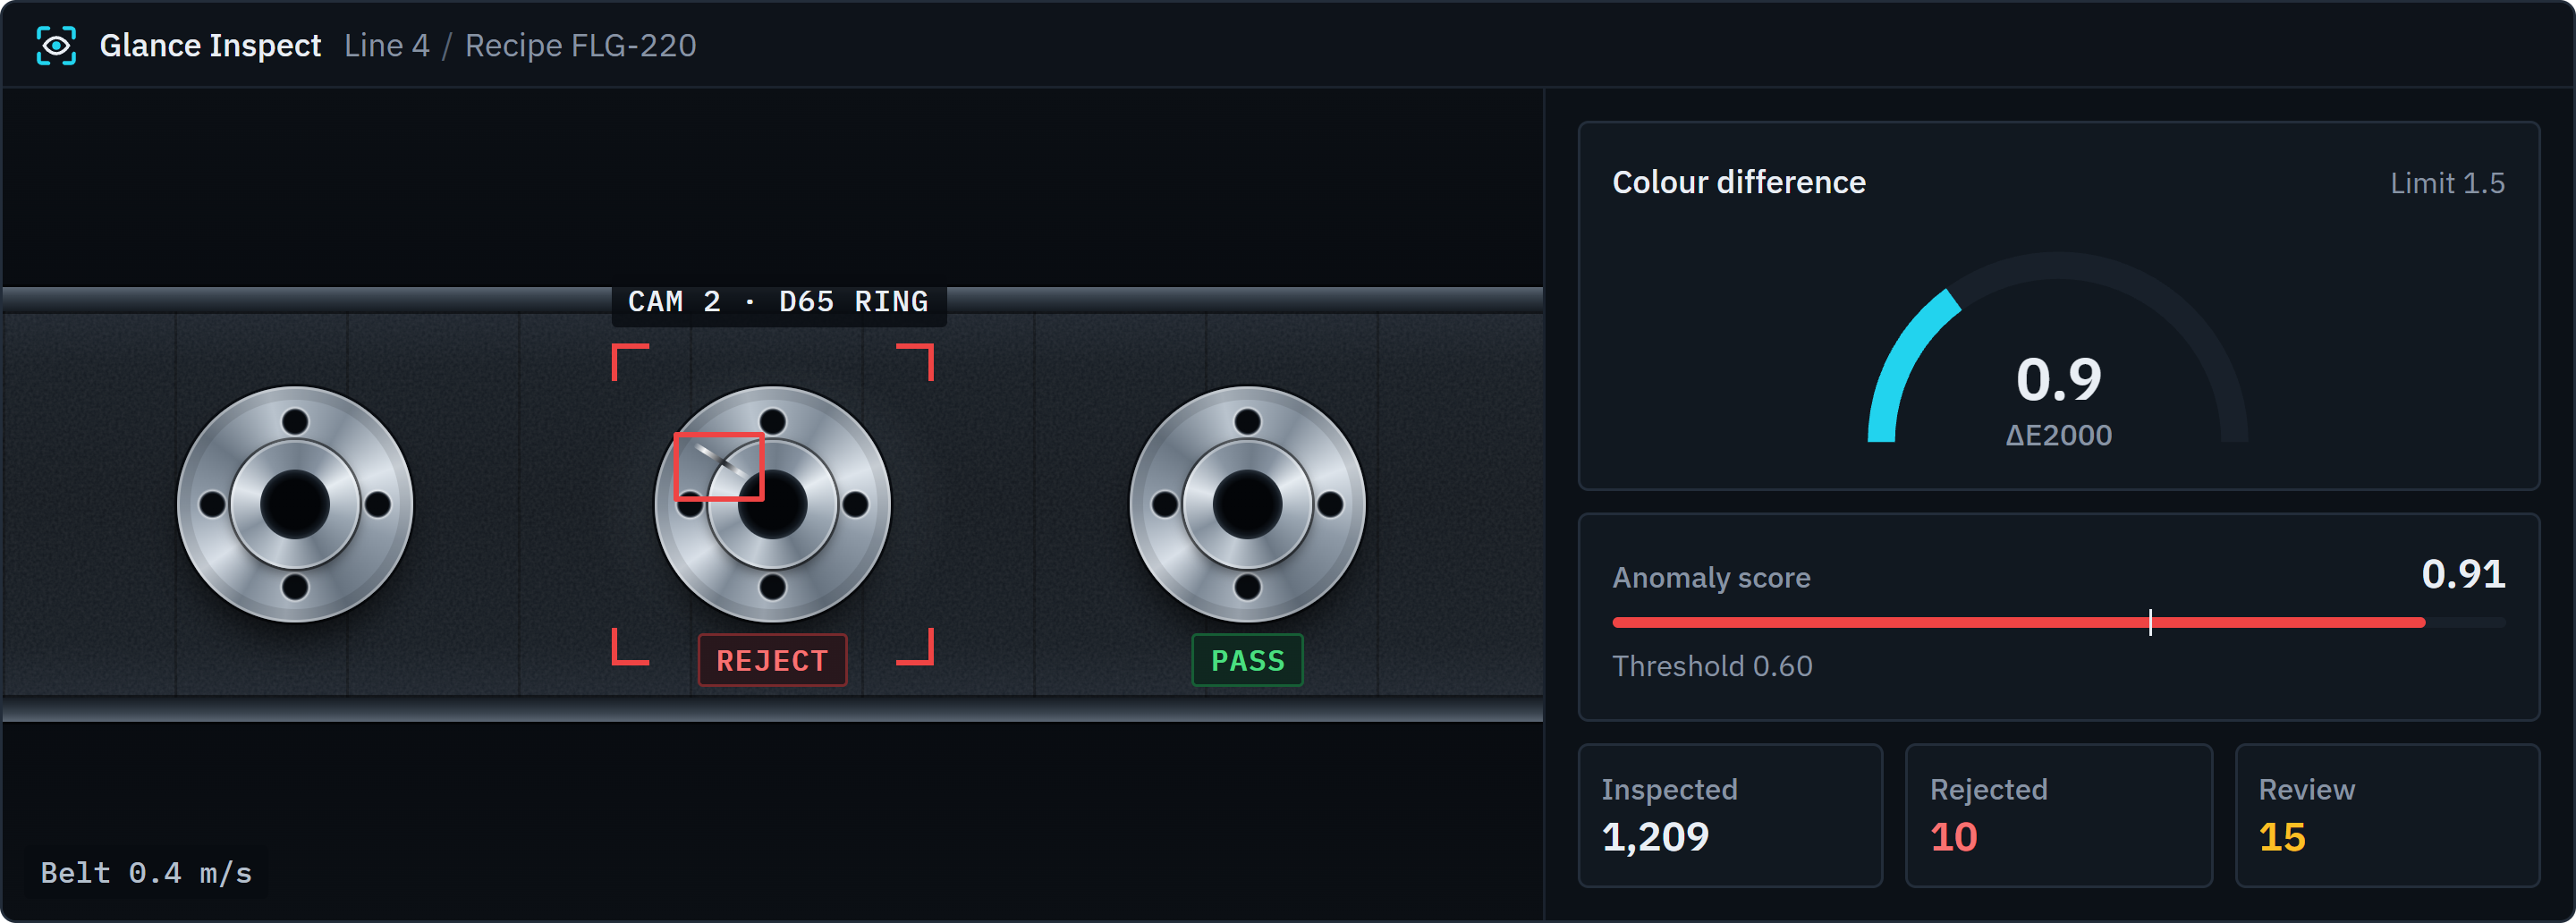 Glance Inspect Line 4 / Recipe FLG-220
CAM 2 · D65 RING
REJECT
PASS
Belt 0.4 m/s
Colour difference
Limit 1.5
0.9
ΔE2000
Anomaly score
0.91
Threshold 0.60
Inspected
1,209
Rejected
10
Review
15